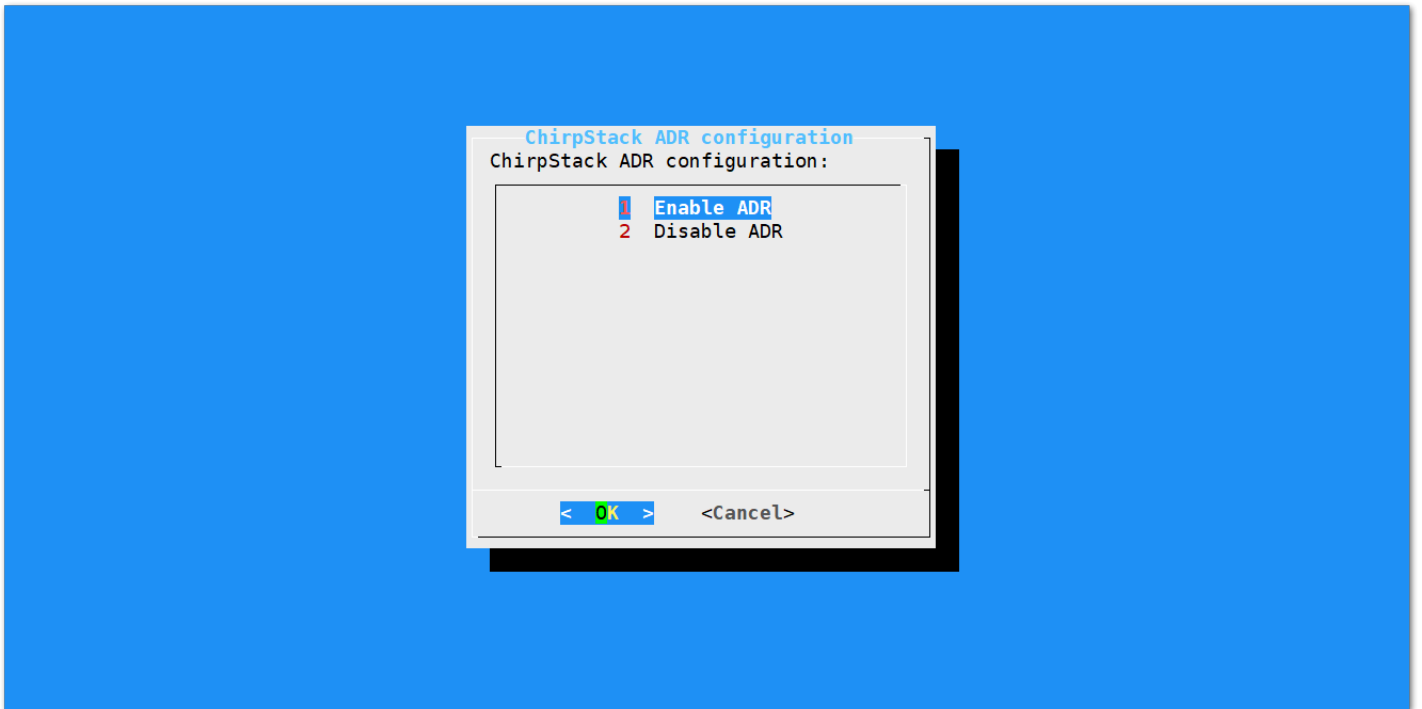 ChirpStack ADR configuration
ChirpStack ADR configuration:
1 Enable ADR
2 Disable ADR
< OK > <Cancel>